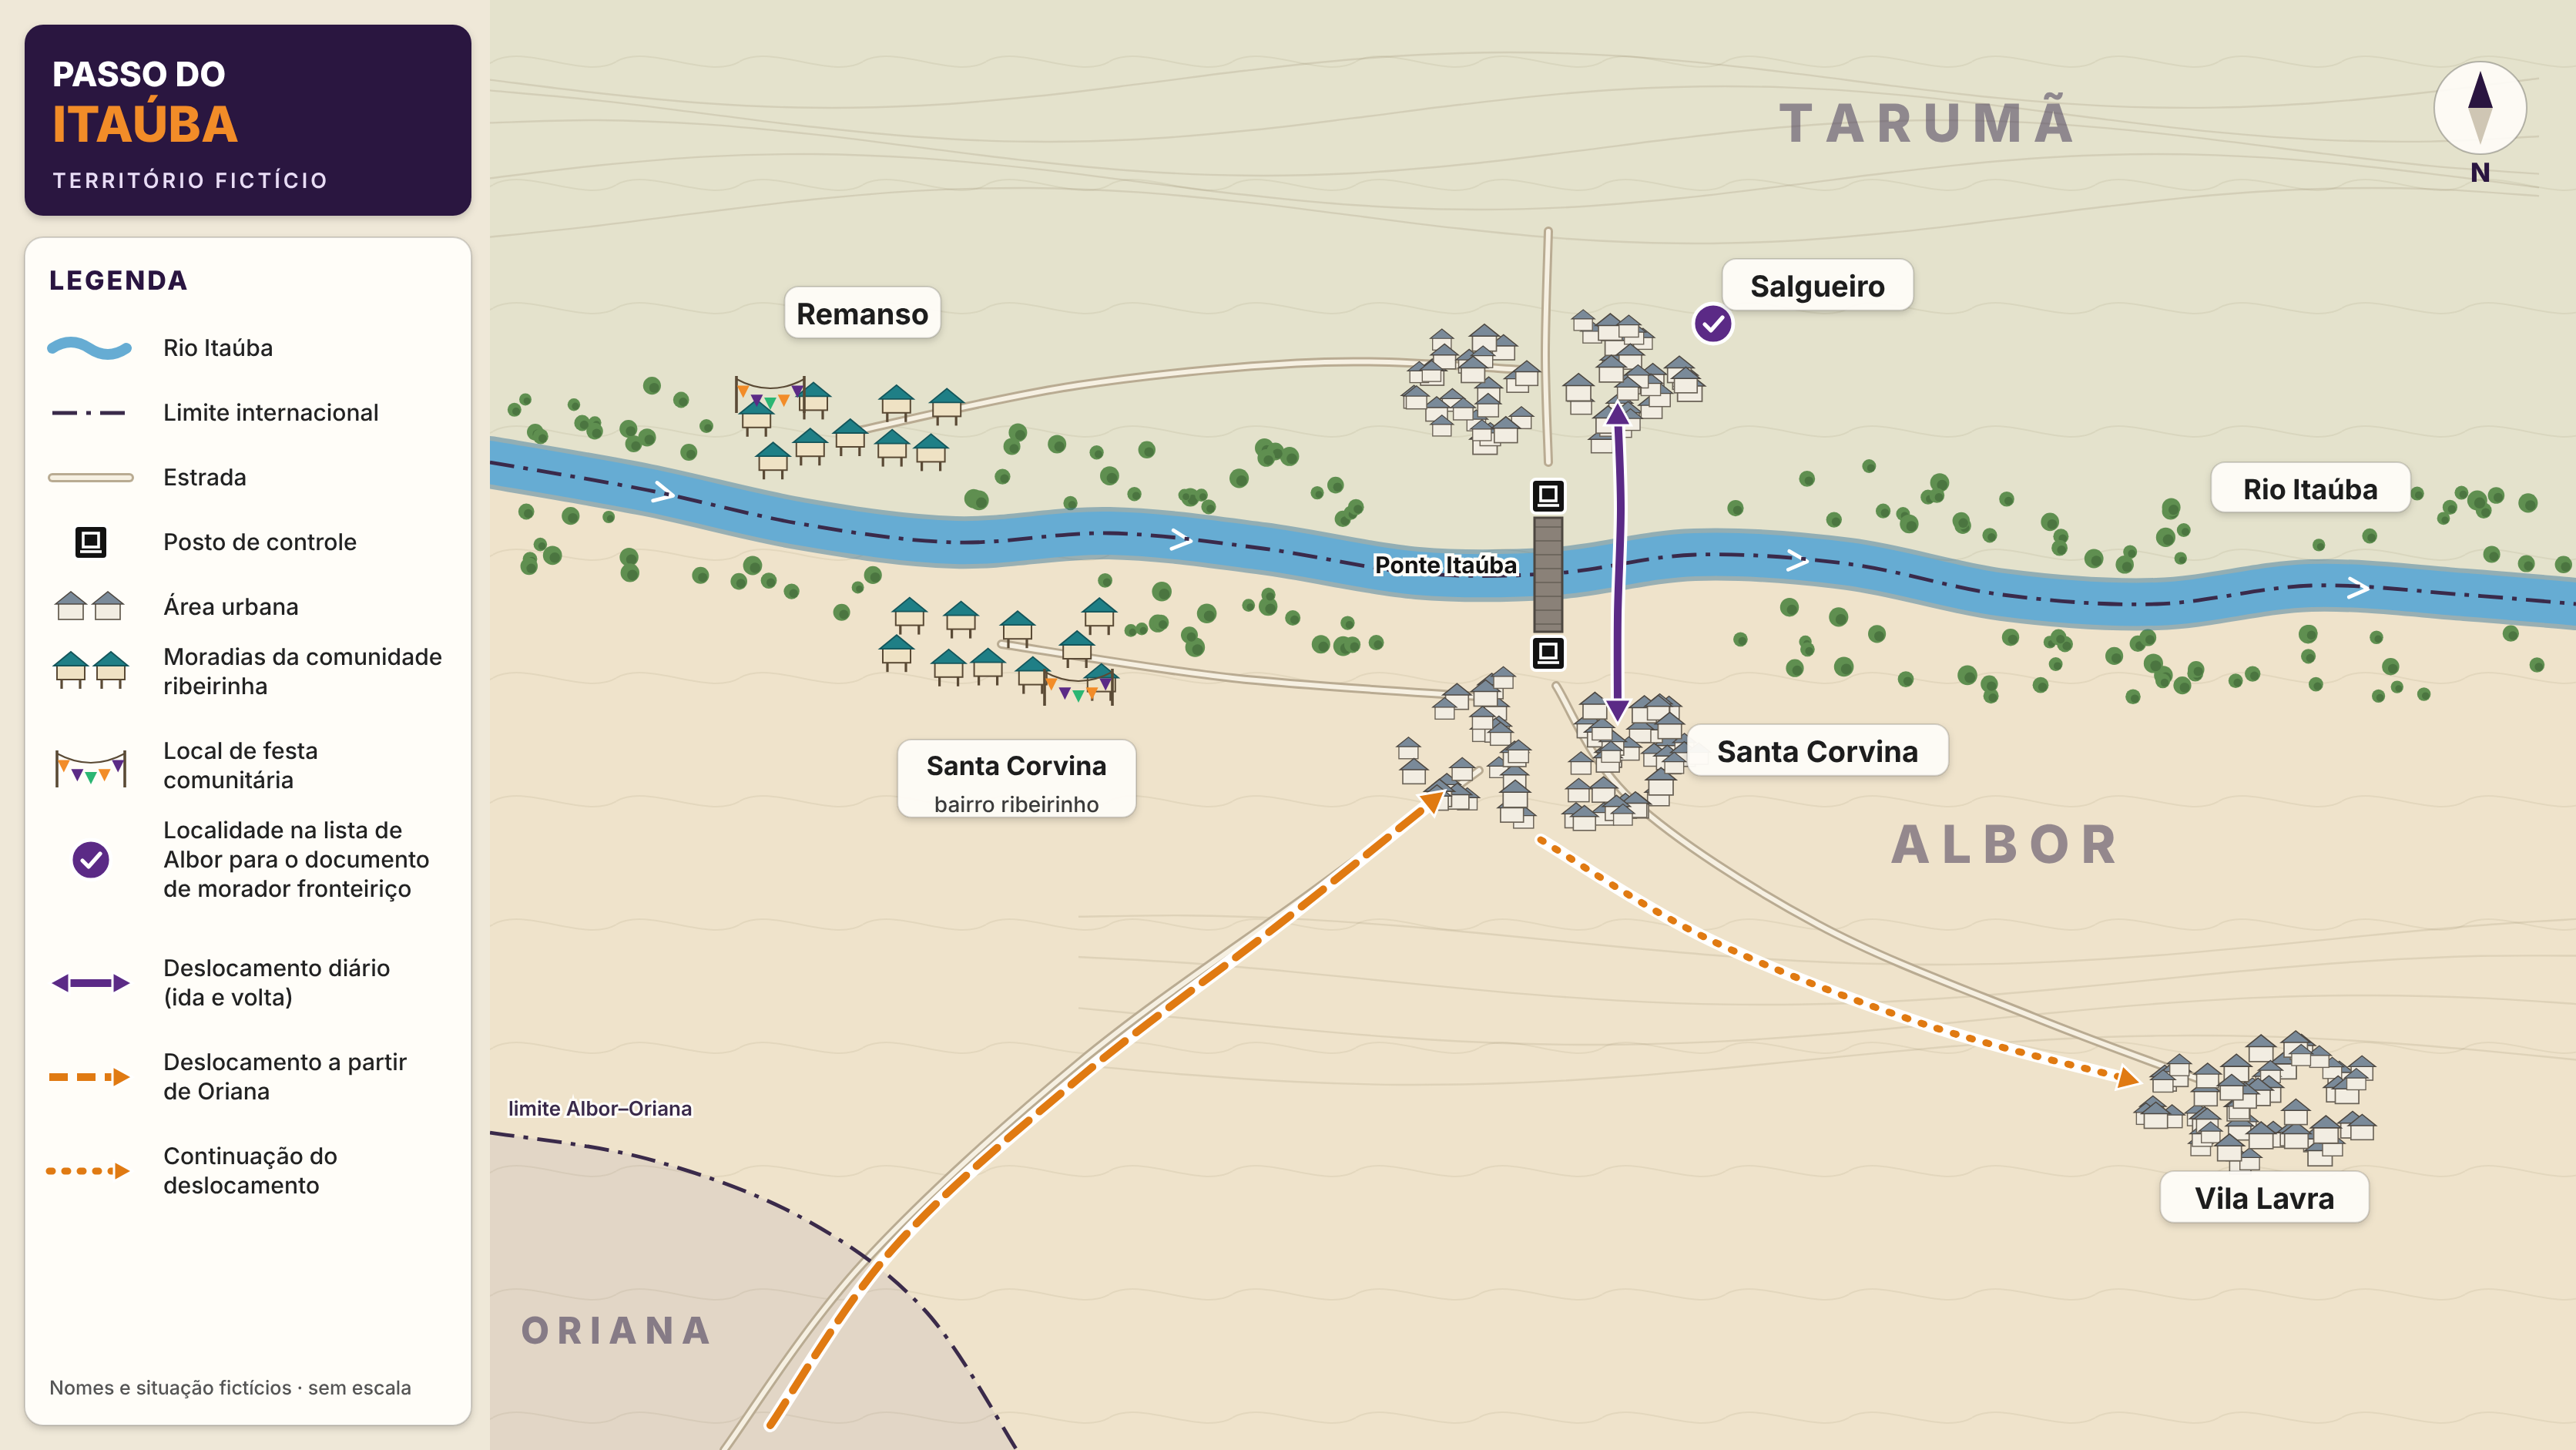 PASSO DO
ITAÚBA
TERRITÓRIO FICTÍCIO
LEGENDA
Rio Itaúba
Limite internacional
Estrada
Posto de controle
Área urbana
Moradias da comunidade
ribeirinha
Local de festa
comunitária
Localidade na lista de
Albor para o documento
de morador fronteiriço
Deslocamento diário
(ida e volta)
Deslocamento a partir
de Oriana
Continuação do
deslocamento
Nomes e situação fictícios · sem escala
TARUMÃ
N
Salgueiro
Remanso
Rio Itaúba
Ponte Itaúba
Santa Corvina
Santa Corvina
bairro ribeirinho
ALBOR
limite Albor–Oriana
Vila Lavra
ORIANA